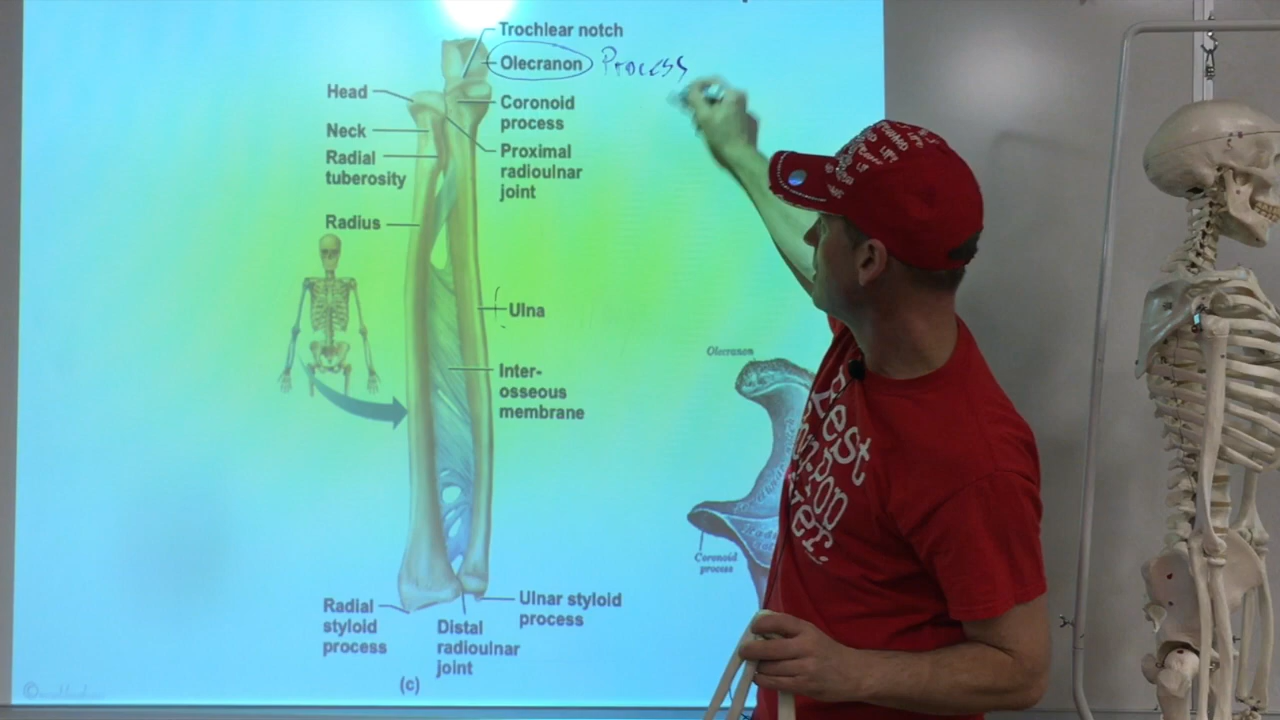 Trochlear notch
Olecranon Process
Head
Coronoid
process
Neck
Proximal
radioulnar
joint
Radial
tuberosity
Radius
Ulna
Inter-
osseous
membrane
Olecranon
Coronoid
process
Radial
styloid
process
Distal
radioulnar
joint
Ulnar styloid
process
(c)